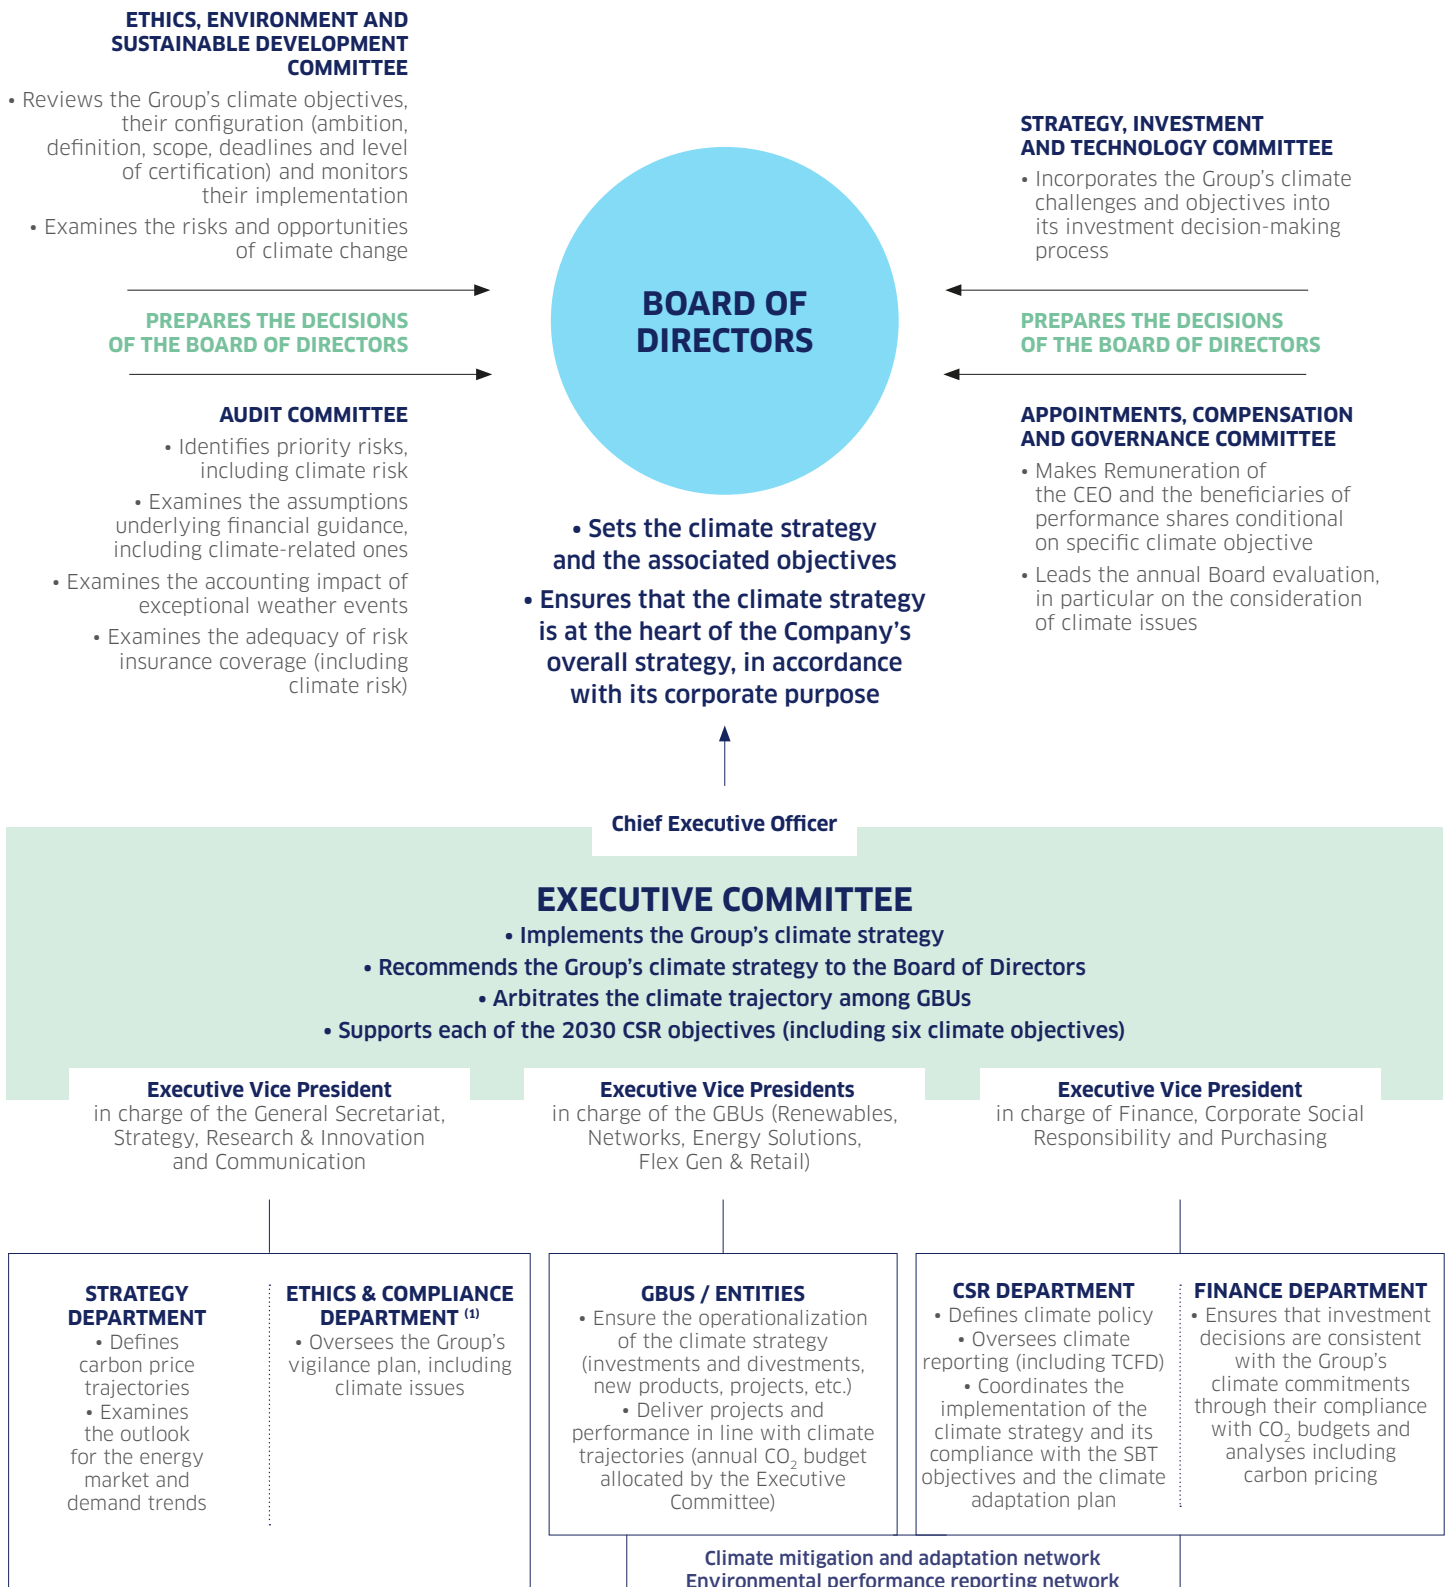 ETHICS, ENVIRONMENT AND
SUSTAINABLE DEVELOPMENT
COMMITTEE
• Reviews the Group's climate objectives,
their configuration (ambition,
definition, scope, deadlines and level
of certification) and monitors
their implementation
• Examines the risks and opportunities
of climate change
PREPARES THE DECISIONS
OF THE BOARD OF DIRECTORS
AUDIT COMMITTEE
• Identifies priority risks,
including climate risk
• Examines the assumptions
underlying financial guidance,
including climate-related ones
• Examines the accounting impact of
exceptional weather events
• Examines the adequacy of risk
insurance coverage (including
climate risk)
BOARD OF
DIRECTORS
• Sets the climate strategy
and the associated objectives
• Ensures that the climate strategy
is at the heart of the Company's
overall strategy, in accordance
with its corporate purpose
STRATEGY, INVESTMENT
AND TECHNOLOGY COMMITTEE
• Incorporates the Group's climate
challenges and objectives into
its investment decision-making
process
PREPARES THE DECISIONS
OF THE BOARD OF DIRECTORS
APPOINTMENTS, COMPENSATION
AND GOVERNANCE COMMITTEE
• Makes Remuneration of
the CEO and the beneficiaries of
performance shares conditional
on specific climate objective
• Leads the annual Board evaluation,
in particular on the consideration
of climate issues
Chief Executive Officer
EXECUTIVE COMMITTEE
• Implements the Group's climate strategy
• Recommends the Group's climate strategy to the Board of Directors
• Arbitrates the climate trajectory among GBUs
• Supports each of the 2030 CSR objectives (including six climate objectives)
Executive Vice President
in charge of the General Secretariat,
Strategy, Research & Innovation
and Communication
Executive Vice Presidents
in charge of the GBUs (Renewables,
Networks, Energy Solutions,
Flex Gen & Retail)
Executive Vice President
in charge of Finance, Corporate Social
Responsibility and Purchasing
STRATEGY
DEPARTMENT
• Defines
carbon price
trajectories
• Examines
the outlook
for the energy
market and
demand trends
ETHICS & COMPLIANCE
DEPARTMENT (1)
• Oversees the Group's
vigilance plan, including
climate issues
GBUS / ENTITIES
• Ensure the operationalization
of the climate strategy
(investments and divestments,
new products, projects, etc.)
• Deliver projects and
performance in line with climate
trajectories (annual CO2 budget
allocated by the Executive
Committee)
CSR DEPARTMENT
• Defines climate policy
• Oversees climate
reporting (including TCFD)
• Coordinates the
implementation of the
climate strategy and its
compliance with the SBT
objectives and the climate
adaptation plan
FINANCE DEPARTMENT
• Ensures that investment
decisions are consistent
with the Group's
climate commitments
through their compliance
with CO2 budgets and
analyses including
carbon pricing
Climate mitigation and adaptation network
Environmental performance reporting network